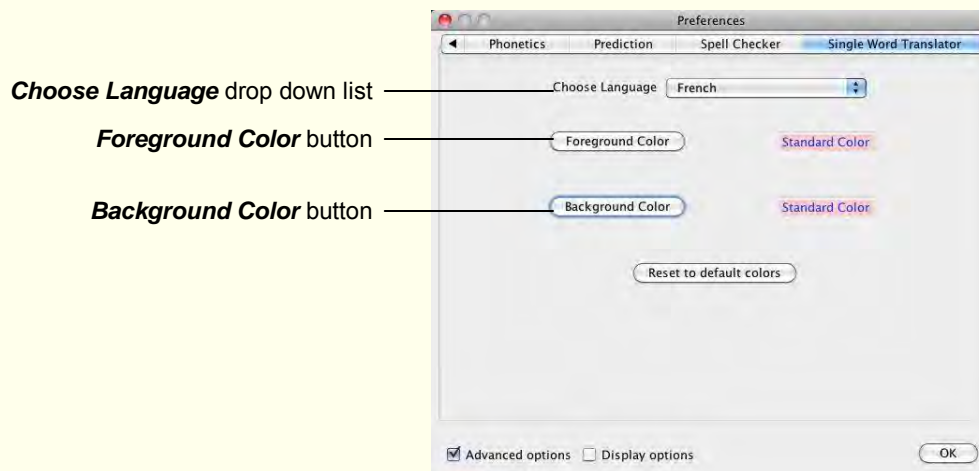 Preferences
Phonetics Prediction Spell Checker Single Word Translator
Choose Language drop down list
Choose Language French
Foreground Color button
Foreground Color Standard Color
Background Color button
Background Color Standard Color
Reset to default colors
Advanced options Display options OK